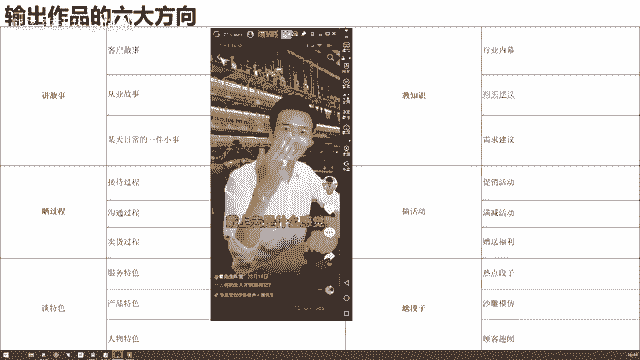 输出作品的六大方向
讲故事
客户故事
从业故事
某天日常的一件小事
晒过程
接待过程
沟通过程
卖货过程
谈特色
服务特色
产品特色
人物特色
教知识
行业内幕
购买建议
需求建议
搞活动
促销活动
满减活动
赠送福利
热点段子
沙雕模仿
顾客趣闻